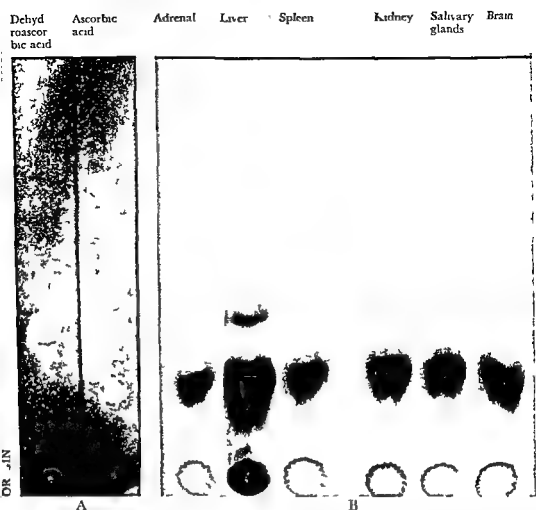 Dehyd
roascor
bic acid
Ascorbic
acid
Adrenal
Liver
Spleen
Kidney
Salivary
glands
Brain
A
B